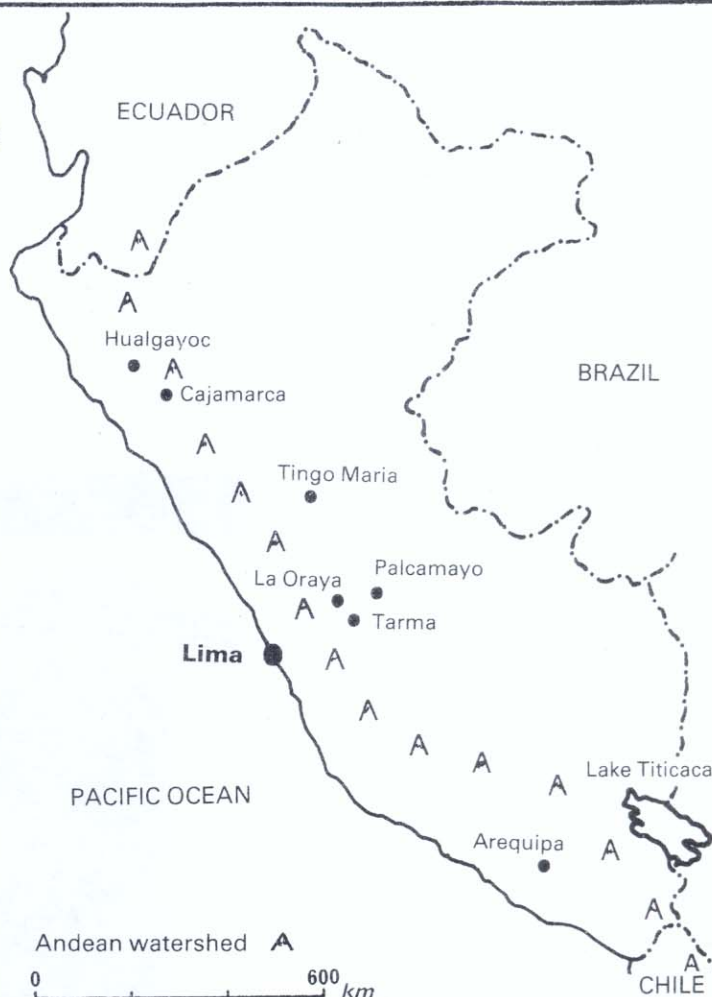 ECUADOR
Hualgayoc
Cajamarca
BRAZIL
Tingo Maria
La Oraya
Palcamayo
Tarma
Lima
Lake Titicaca
PACIFIC OCEAN
Arequipa
Andean watershed
0 600 km
CHILE